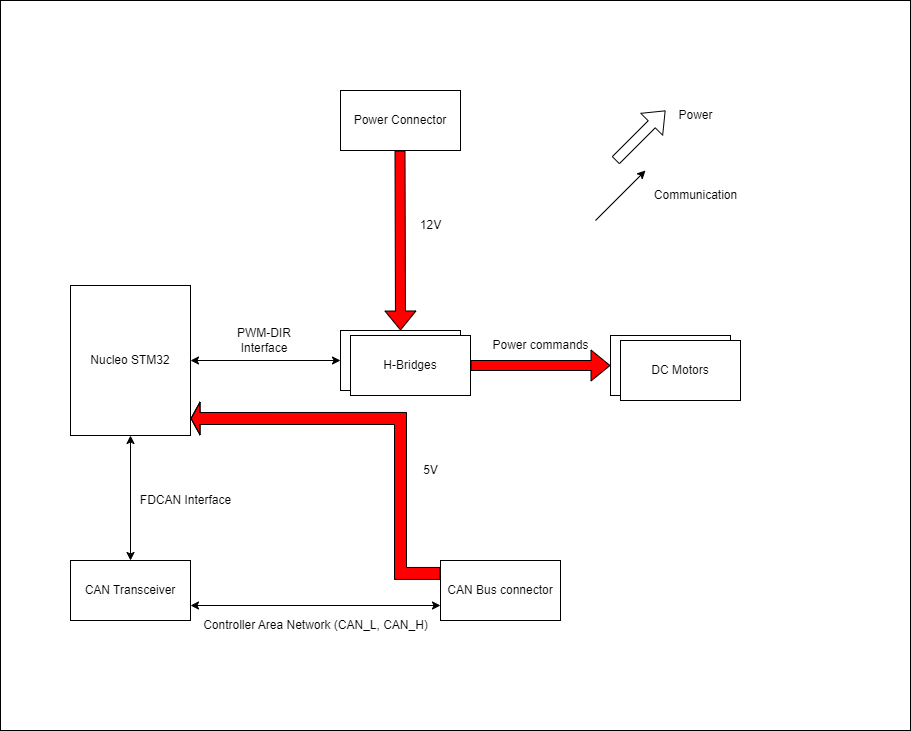 Power Connector
Power
Communication
12V
Nucleo STM32
PWM-DIR
Interface
H-Bridges
Power commands
DC Motors
5V
FDCAN Interface
CAN Transceiver
CAN Bus connector
Controller Area Network (CAN_L, CAN_H)